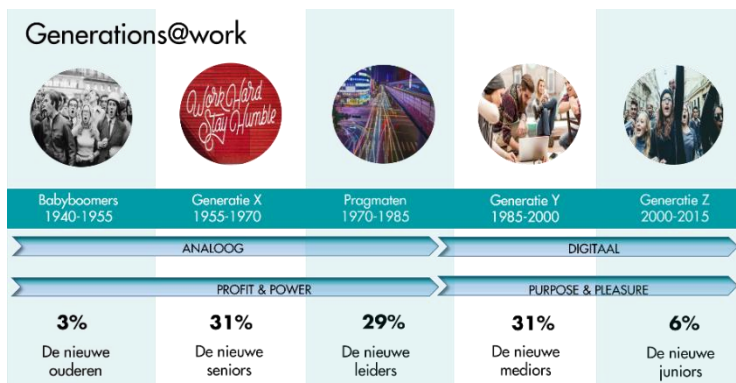 Generations@work
Work Hard
Stay Humble
Babyboomers
1940-1955
Generatie X
1955-1970
Pragmaten
1970-1985
Generatie Y
1985-2000
Generatie Z
2000-2015
ANALOOG
DIGITAAL
PROFIT & POWER
PURPOSE & PLEASURE
3%
De nieuwe
ouderen
31%
De nieuwe
seniors
29%
De nieuwe
leiders
31%
De nieuwe
mediors
6%
De nieuwe
juniors